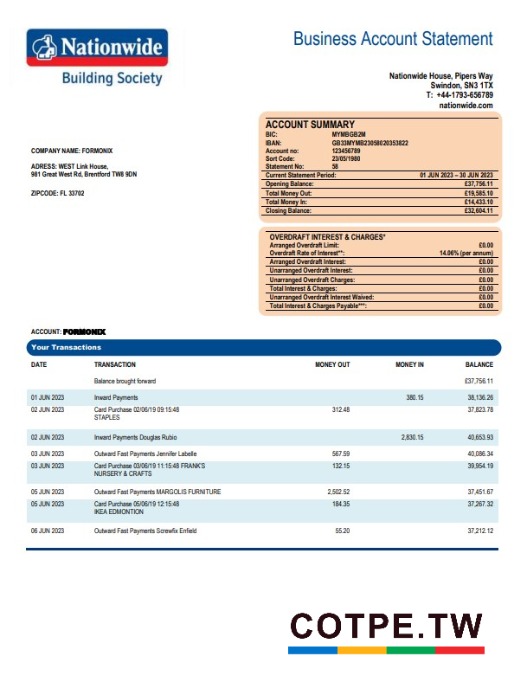 Nationwide
Building Society
Business Account Statement
Nationwide House, Pipers Way
Swindon, SN3 1TX
T: +44-1793-656789
nationwide.com
ACCOUNT SUMMARY
BIC: MYMBGB2M
IBAN: GB33MYMB23058020353822
Account no: 123456789
Sort Code: 23/05/1980
Statement No: 58
Current Statement Period: 01 JUN 2023 – 30 JUN 2023
Opening Balance: £37,756.11
Total Money Out: £19,585.10
Total Money In: £14,433.10
Closing Balance: £32,604.11
COMPANY NAME: FORMONIX
ADRESS: WEST Link House,
981 Great West Rd, Brentford TW8 9DN
ZIPCODE: FL 33702
OVERDRAFT INTEREST & CHARGES*
Arranged Overdraft Limit: £0.00
Overdraft Rate of Interest**: 14.06% (per annum)
Arranged Overdraft Interest: £0.00
Unarranged Overdraft Interest: £0.00
Unarranged Overdraft Charges: £0.00
Total Interest & Charges: £0.00
Unarranged Overdraft Interest Waived: £0.00
Total Interest & Charges Payable***: £0.00
ACCOUNT: FORMONIX
Your Transactions
DATE TRANSACTION MONEY OUT MONEY IN BALANCE
Balance brought forward £37,756.11
01 JUN 2023 Inward Payments 380.15 38,136.26
02 JUN 2023 Card Purchase 02/06/19 09:15:48 312.48 37,823.78
STAPLES
02 JUN 2023 Inward Payments Douglas Rubio 2,830.15 40,653.93
03 JUN 2023 Outward Fast Payments Jennifer Labelle 567.59 40,086.34
03 JUN 2023 Card Purchase 03/06/19 11:15:48 FRANK'S 132.15 39,954.19
NURSERY & CRAFTS
05 JUN 2023 Outward Fast Payments MARGOLIS FURNITURE 2,502.52 37,451.67
05 JUN 2023 Card Purchase 05/06/19 12:15:48 184.35 37,267.32
IKEA EDMONTION
06 JUN 2023 Outward Fast Payments Screwfix Enfield 55.20 37,212.12
COTPE.TW